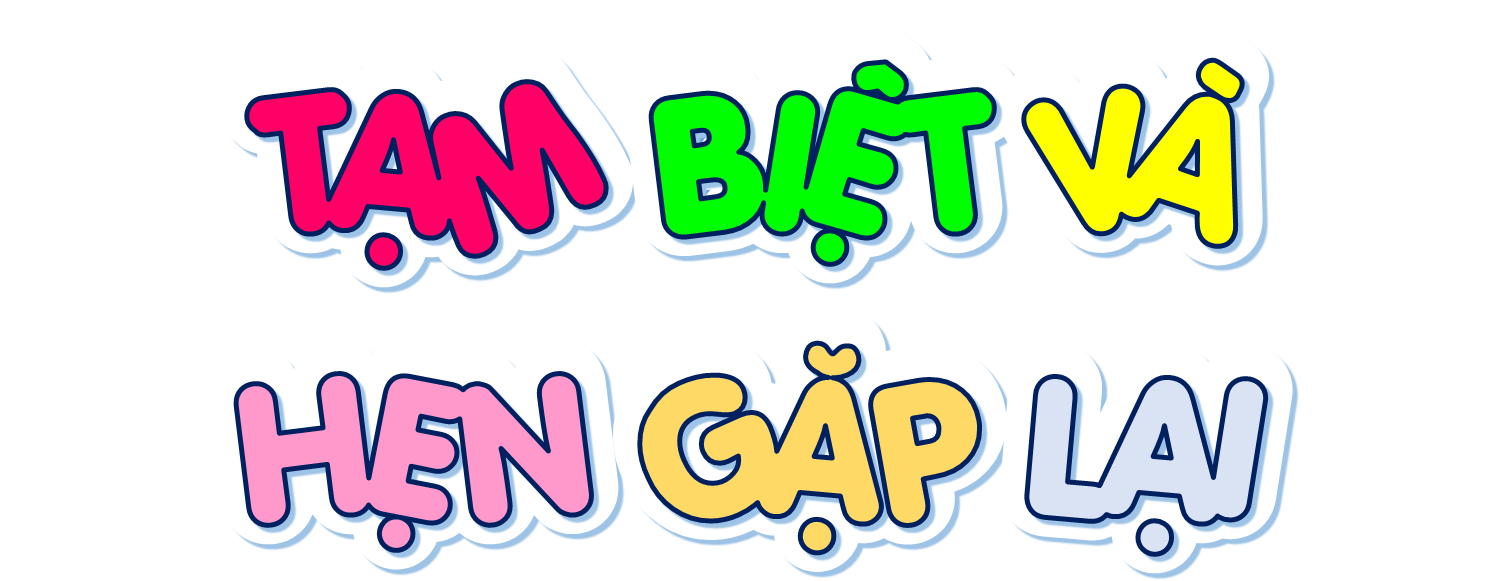 TẠM BIỆT VÀ
HẸN GẶP LẠI